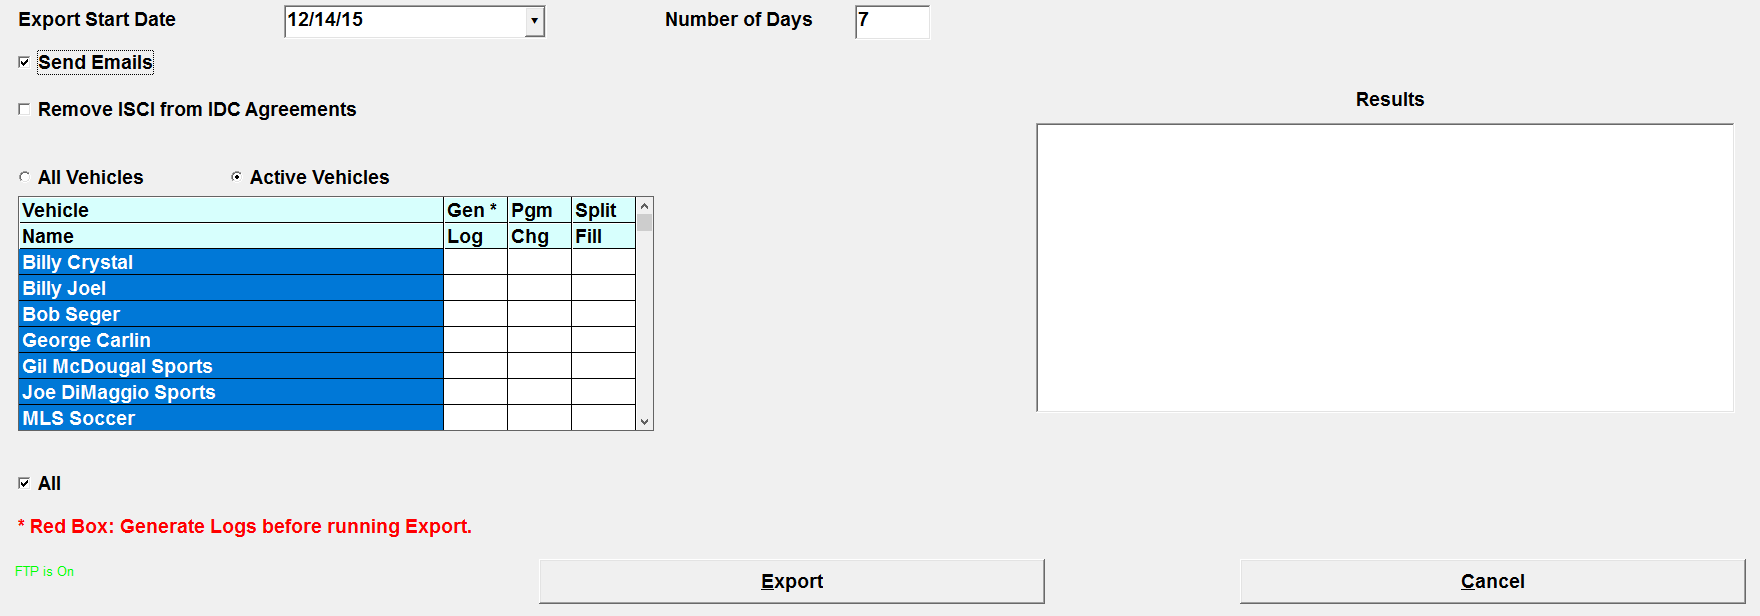 Export Start Date 12/14/15 Number of Days 7
Send Emails
Remove ISCI from IDC Agreements
Results
All Vehicles Active Vehicles
Vehicle Gen * Pgm Split
Name Log Chg Fill
Billy Crystal
Billy Joel
Bob Seger
George Carlin
Gil McDougal Sports
Joe DiMaggio Sports
MLS Soccer
All
* Red Box: Generate Logs before running Export.
FTP is On
Export Cancel